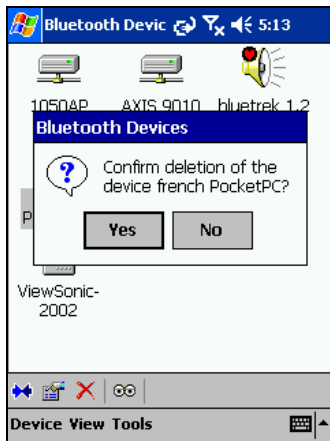 Bluetooth Devic 5:13
1050AP AXIS 9010 bluetrek 1.2
Bluetooth Devices
Confirm deletion of the
device french PocketPC?
Yes No
ViewSonic-
2002
Device View Tools